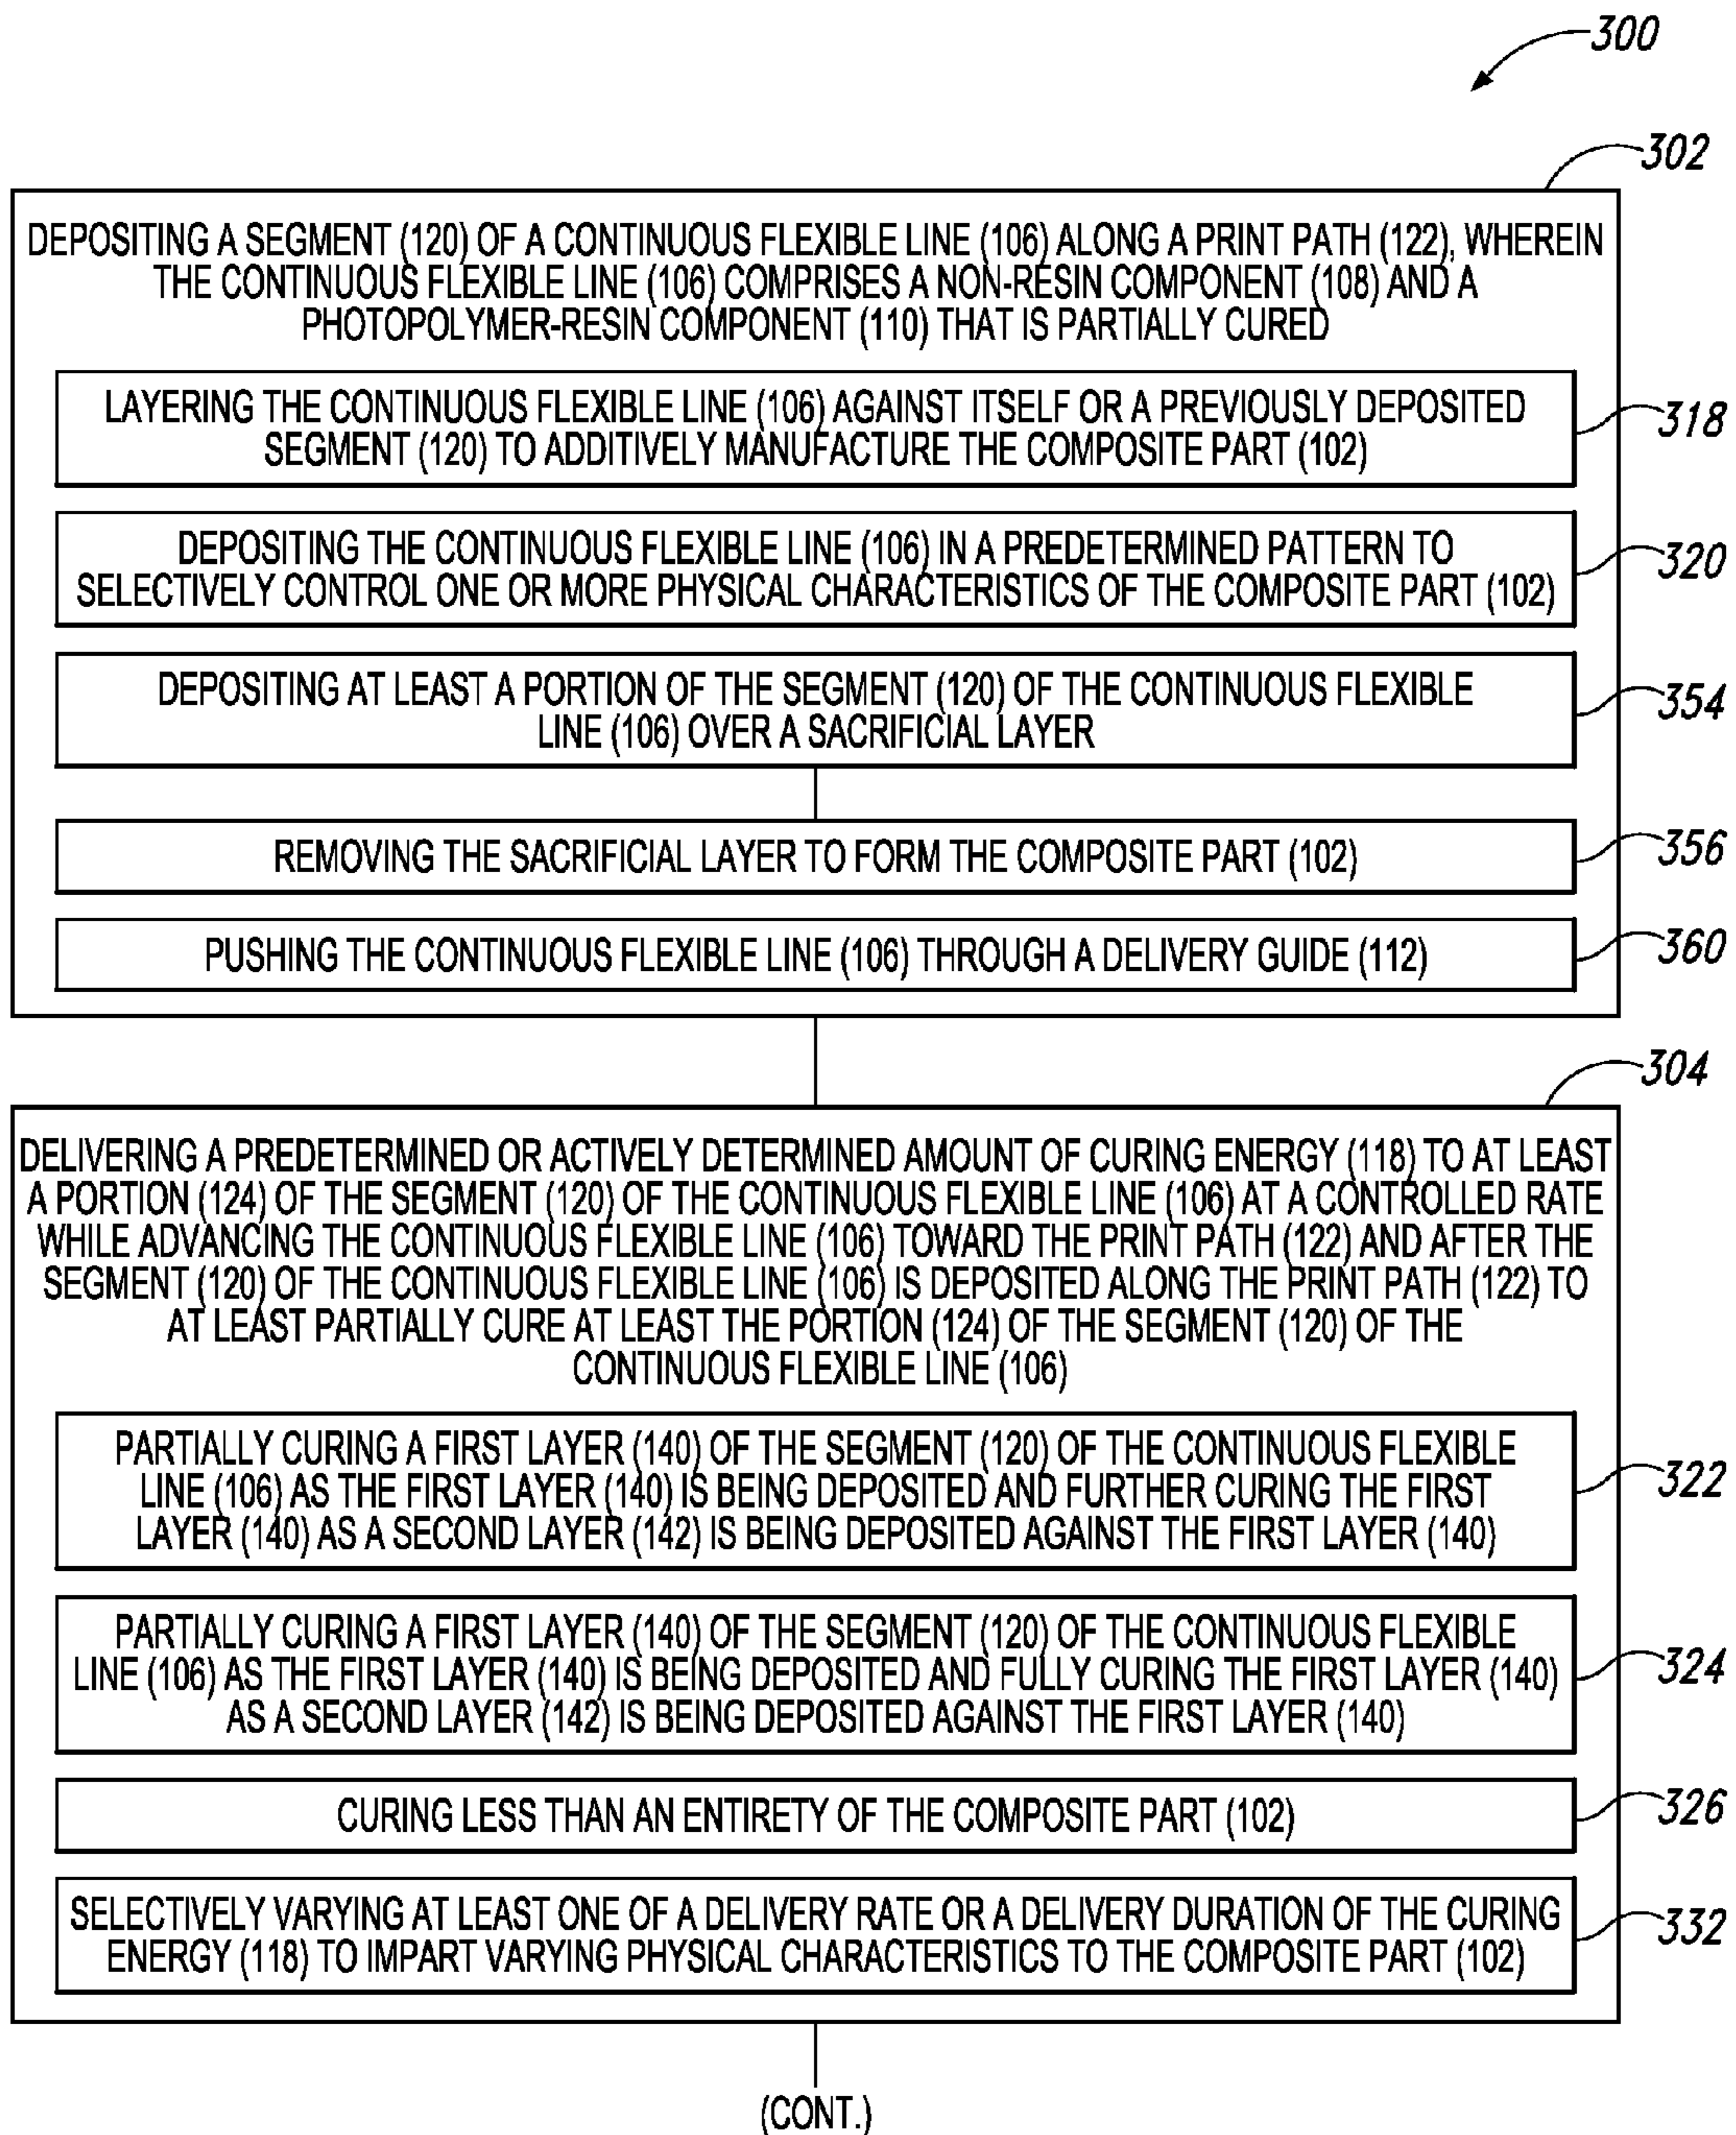 300
302
DEPOSITING A SEGMENT (120) OF A CONTINUOUS FLEXIBLE LINE (106) ALONG A PRINT PATH (122), WHEREIN
THE CONTINUOUS FLEXIBLE LINE (106) COMPRISES A NON-RESIN COMPONENT (108) AND A
PHOTOPOLYMER-RESIN COMPONENT (110) THAT IS PARTIALLY CURED
LAYERING THE CONTINUOUS FLEXIBLE LINE (106) AGAINST ITSELF OR A PREVIOUSLY DEPOSITED
SEGMENT (120) TO ADDITIVELY MANUFACTURE THE COMPOSITE PART (102)
318
DEPOSITING THE CONTINUOUS FLEXIBLE LINE (106) IN A PREDETERMINED PATTERN TO
SELECTIVELY CONTROL ONE OR MORE PHYSICAL CHARACTERISTICS OF THE COMPOSITE PART (102)
320
DEPOSITING AT LEAST A PORTION OF THE SEGMENT (120) OF THE CONTINUOUS FLEXIBLE
LINE (106) OVER A SACRIFICIAL LAYER
354
REMOVING THE SACRIFICIAL LAYER TO FORM THE COMPOSITE PART (102)
356
PUSHING THE CONTINUOUS FLEXIBLE LINE (106) THROUGH A DELIVERY GUIDE (112)
360
304
DELIVERING A PREDETERMINED OR ACTIVELY DETERMINED AMOUNT OF CURING ENERGY (118) TO AT LEAST
A PORTION (124) OF THE SEGMENT (120) OF THE CONTINUOUS FLEXIBLE LINE (106) AT A CONTROLLED RATE
WHILE ADVANCING THE CONTINUOUS FLEXIBLE LINE (106) TOWARD THE PRINT PATH (122) AND AFTER THE
SEGMENT (120) OF THE CONTINUOUS FLEXIBLE LINE (106) IS DEPOSITED ALONG THE PRINT PATH (122) TO
AT LEAST PARTIALLY CURE AT LEAST THE PORTION (124) OF THE SEGMENT (120) OF THE
CONTINUOUS FLEXIBLE LINE (106)
PARTIALLY CURING A FIRST LAYER (140) OF THE SEGMENT (120) OF THE CONTINUOUS FLEXIBLE
LINE (106) AS THE FIRST LAYER (140) IS BEING DEPOSITED AND FURTHER CURING THE FIRST
LAYER (140) AS A SECOND LAYER (142) IS BEING DEPOSITED AGAINST THE FIRST LAYER (140)
322
PARTIALLY CURING A FIRST LAYER (140) OF THE SEGMENT (120) OF THE CONTINUOUS FLEXIBLE
LINE (106) AS THE FIRST LAYER (140) IS BEING DEPOSITED AND FULLY CURING THE FIRST LAYER (140)
AS A SECOND LAYER (142) IS BEING DEPOSITED AGAINST THE FIRST LAYER (140)
324
CURING LESS THAN AN ENTIRETY OF THE COMPOSITE PART (102)
326
SELECTIVELY VARYING AT LEAST ONE OF A DELIVERY RATE OR A DELIVERY DURATION OF THE CURING
ENERGY (118) TO IMPART VARYING PHYSICAL CHARACTERISTICS TO THE COMPOSITE PART (102)
332
(CONT.)